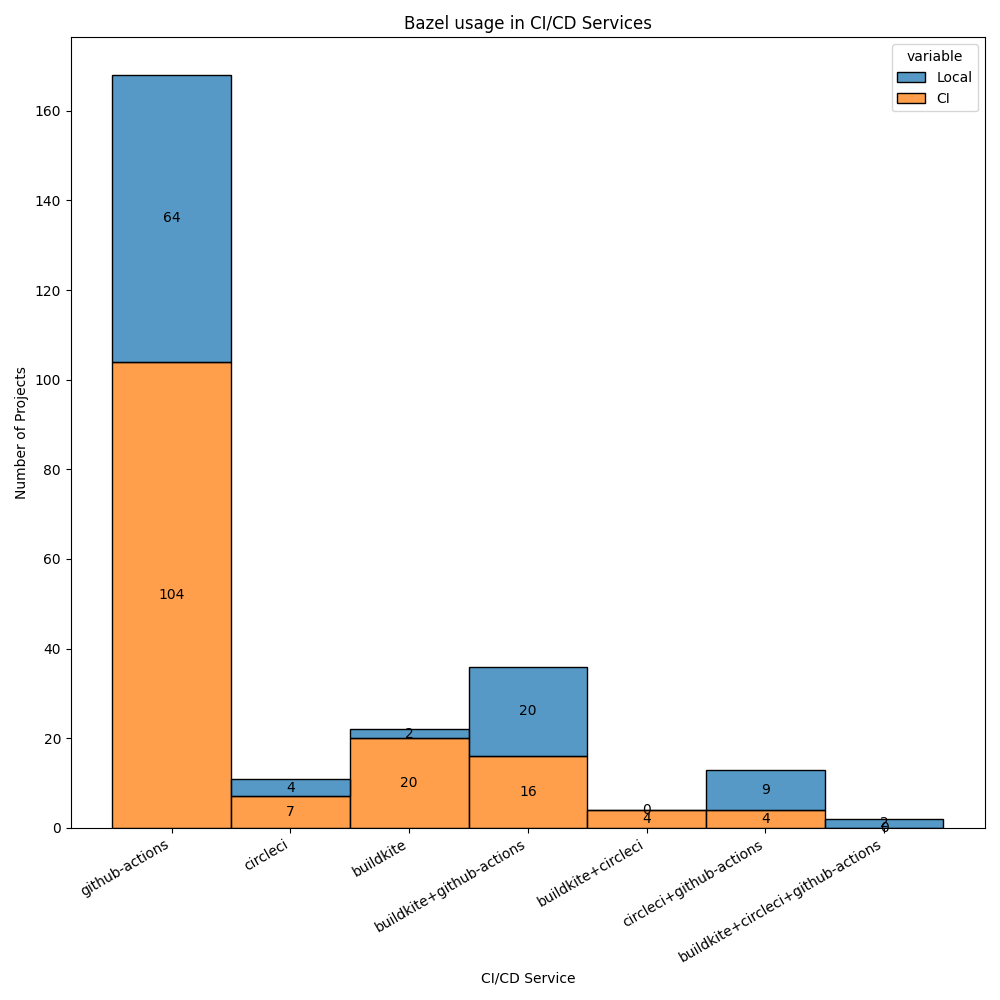 Bazel usage in CI/CD Services
variable
Local
CI
Number of Projects
160
140
120
100
80
60
40
20
0
64
104
4
7
2
20
20
16
0
4
9
4
2
0
github-actions
circleci
buildkite
buildkite+github-actions
buildkite+circleci
circleci+github-actions
buildkite+circleci+github-actions
CI/CD Service